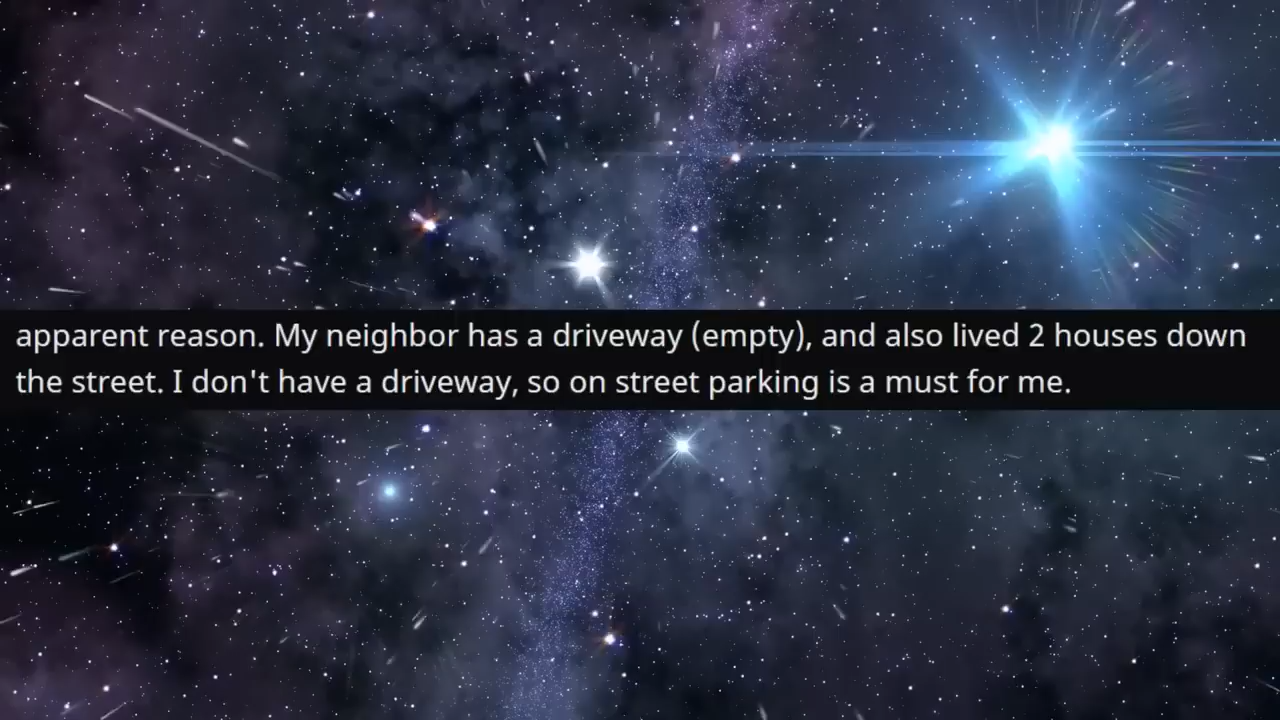 apparent reason. My neighbor has a driveway (empty), and also lived 2 houses down
the street. I don't have a driveway, so on street parking is a must for me.